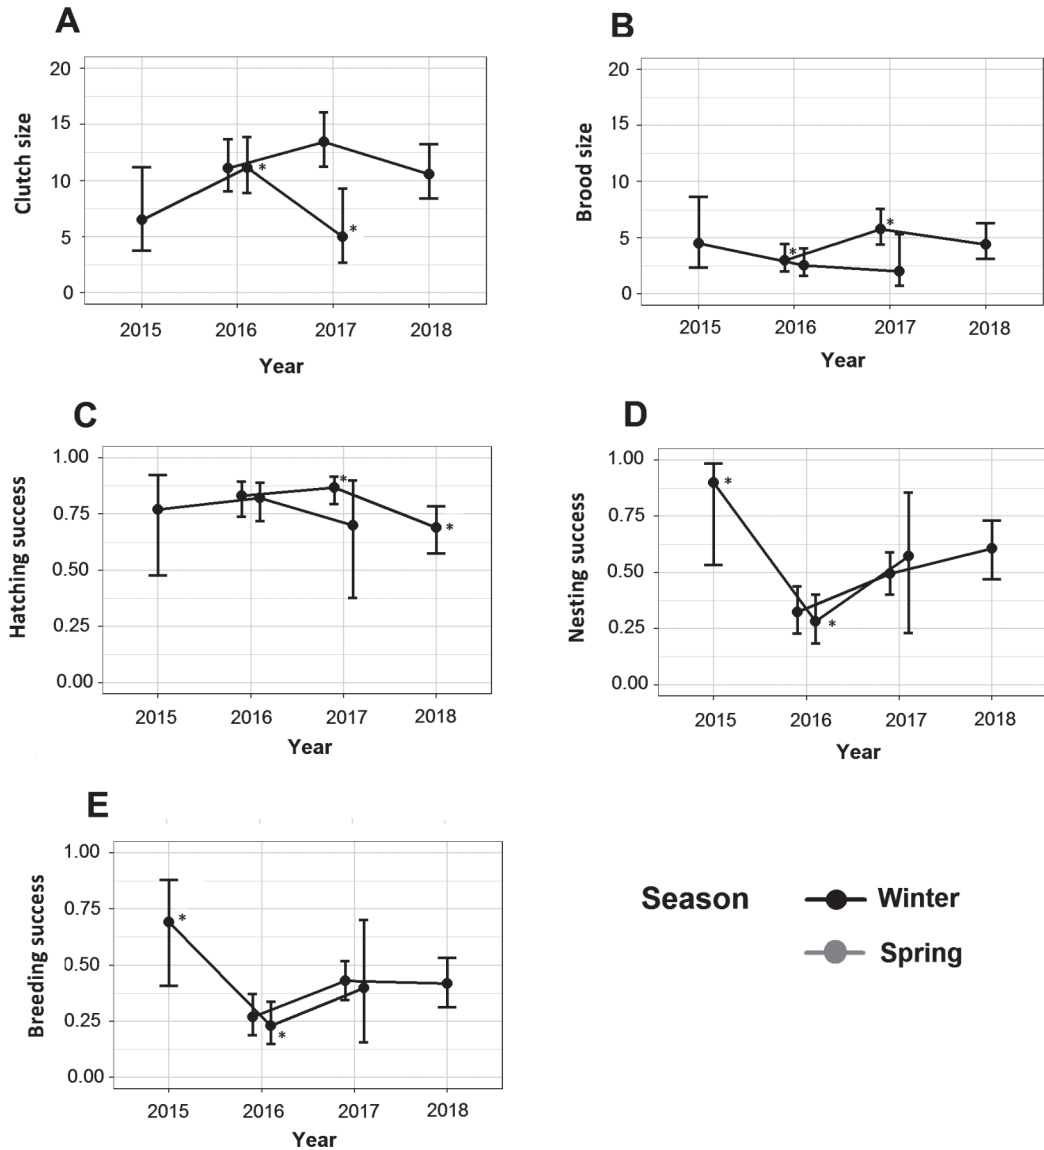 A
20
15
10
5
0
Clutch size
*
*
2015 2016 2017 2018
Year
B
20
15
10
5
0
Brood size
*
*
2015 2016 2017 2018
Year
C
1.00
0.75
0.50
0.25
0.00
Hatching success
*
*
2015 2016 2017 2018
Year
D
1.00
0.75
0.50
0.25
0.00
Nesting success
*
*
2015 2016 2017 2018
Year
E
1.00
0.75
0.50
0.25
0.00
Breeding success
*
*
2015 2016 2017 2018
Year
Season
Winter
Spring